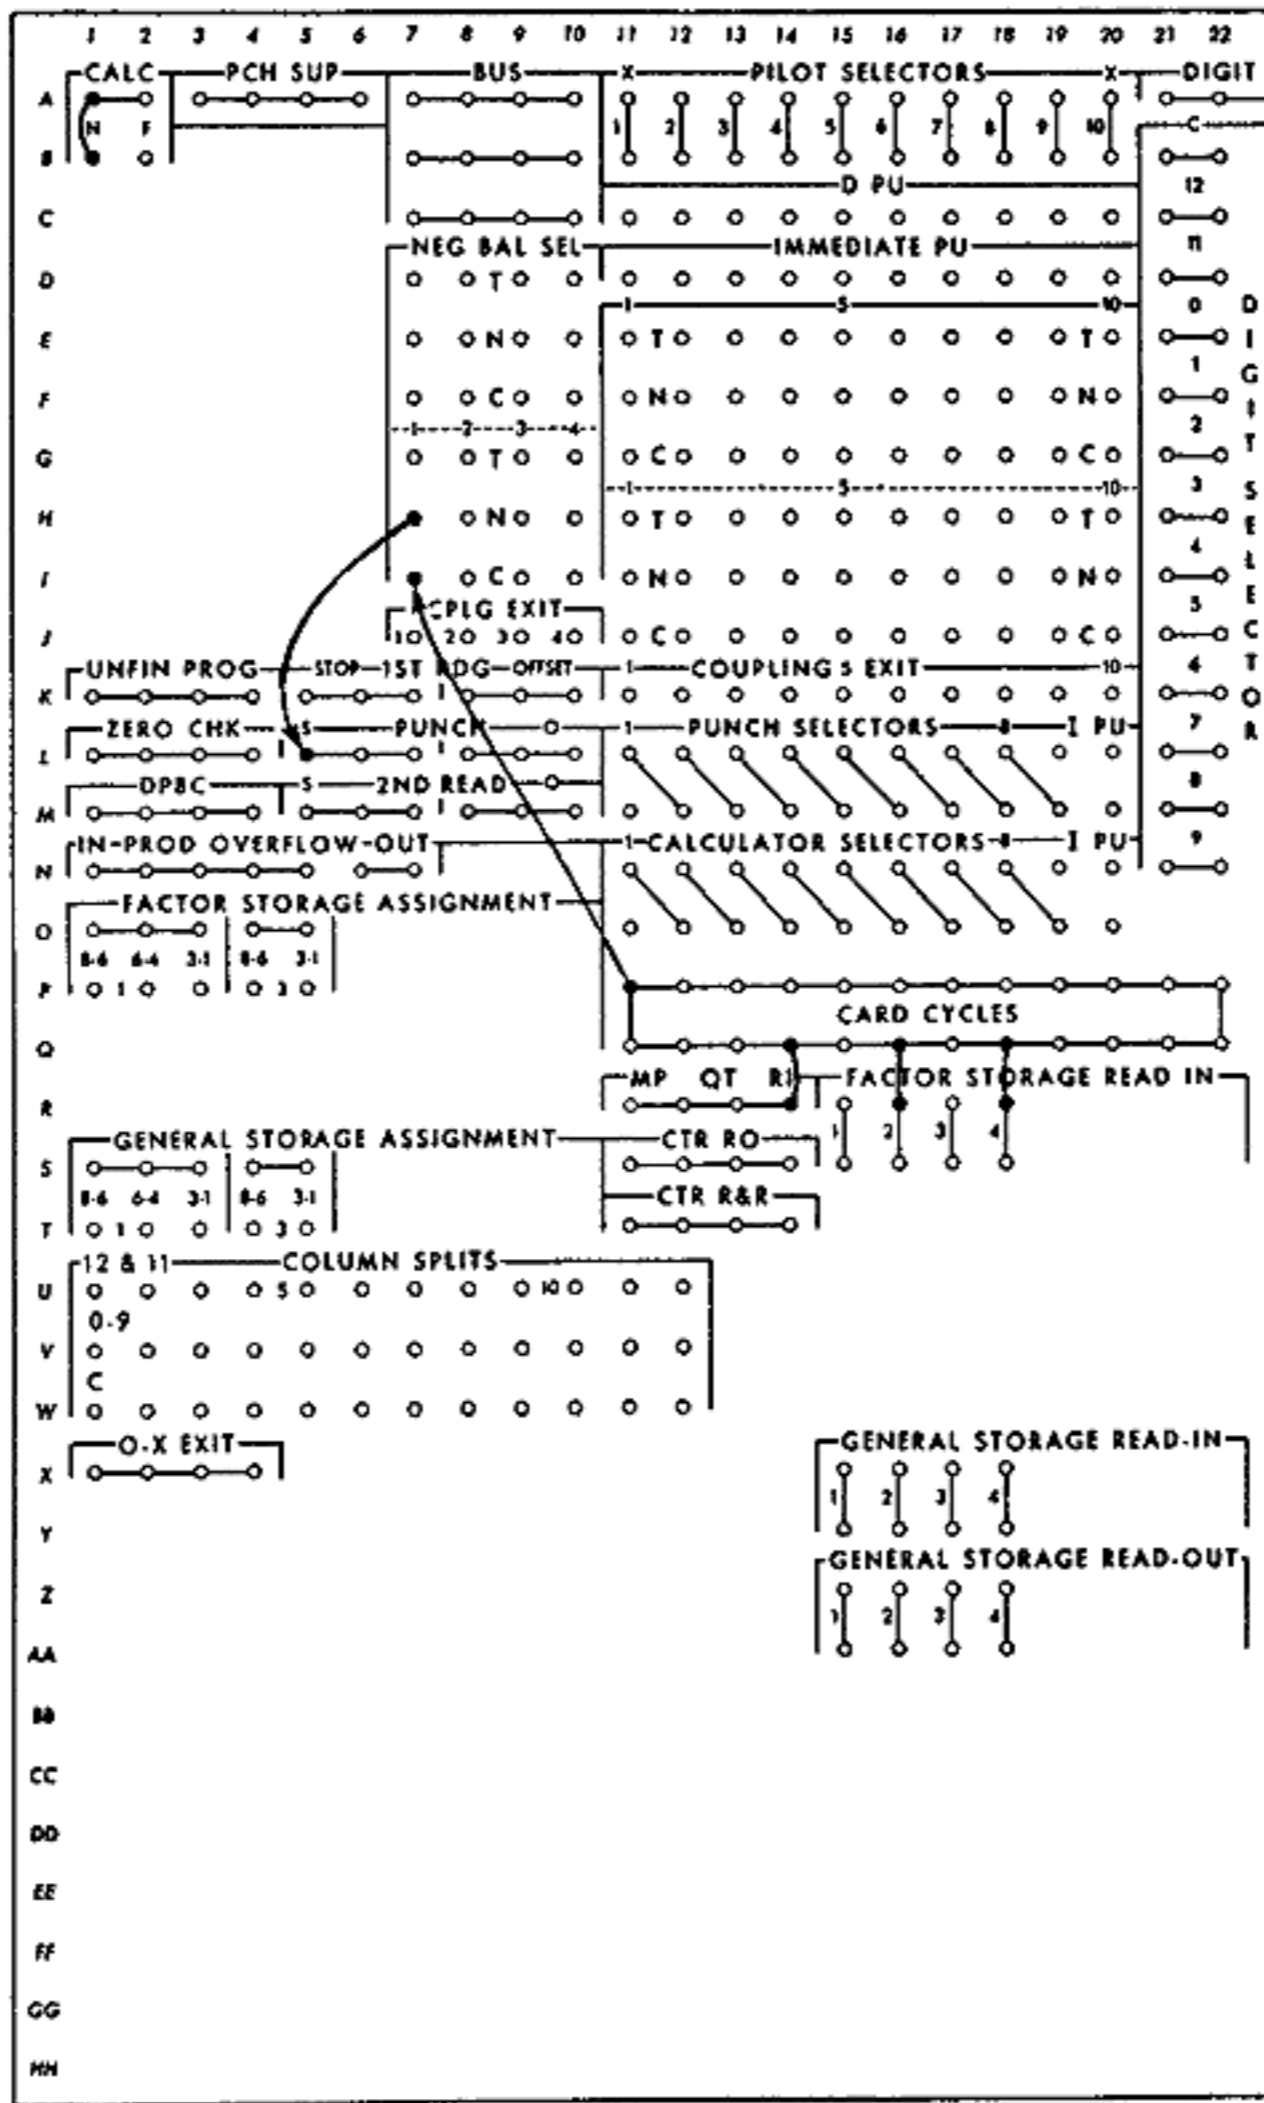 1 2 3 4 5 6 7 8 9 10 11 12 13 14 15 16 17 18 19 20 21 22
CALC PCH SUP BUS X PILOT SELECTORS X DIGIT
A
N F 1 2 3 4 5 6 7 8 9 10 C
B
D PU 12
C
NEG BAL SEL IMMEDIATE PU 11
D T
1 5 10 0
E N T T
1
F C N N
1 2 3 4 2
G T C C
1 5 10 3
H N T T
4
I C N N
CPLG EXIT 5
J 1 2 3 4 C C
UNFIN PROG STOP 1ST RDG OFFSET 1 COUPLING 5 EXIT 10 6
K
ZERO CHK S PUNCH O 1 PUNCH SELECTORS 8 I PU 7
L
DPBC S 2ND READ O 8
M
IN-PROD OVERFLOW-OUT 1 CALCULATOR SELECTORS 8 I PU 9
N
DIGIT SELECTOR
FACTOR STORAGE ASSIGNMENT
O
8-6 6-4 3-1 8-6 3-1
P 1 3
CARD CYCLES
Q
MP QT RI FACTOR STORAGE READ IN
R
1 2 3 4
GENERAL STORAGE ASSIGNMENT CTR RO
S
8-6 6-4 3-1 8-6 3-1 CTR R&R
T 1 3
12 & 11 COLUMN SPLITS
U 5 10
0-9
V
C
W
O-X EXIT GENERAL STORAGE READ-IN
X
1 2 3 4
Y
GENERAL STORAGE READ-OUT
Z
1 2 3 4
AA
BB
CC
DD
EE
FF
GG
HH